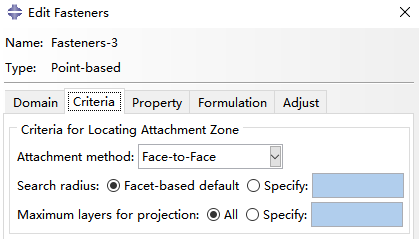 Edit Fasteners
Name: Fasteners-3
Type: Point-based
Domain Criteria Property Formulation Adjust
Criteria for Locating Attachment Zone
Attachment method: Face-to-Face
Search radius: Facet-based default Specify:
Maximum layers for projection: All Specify: